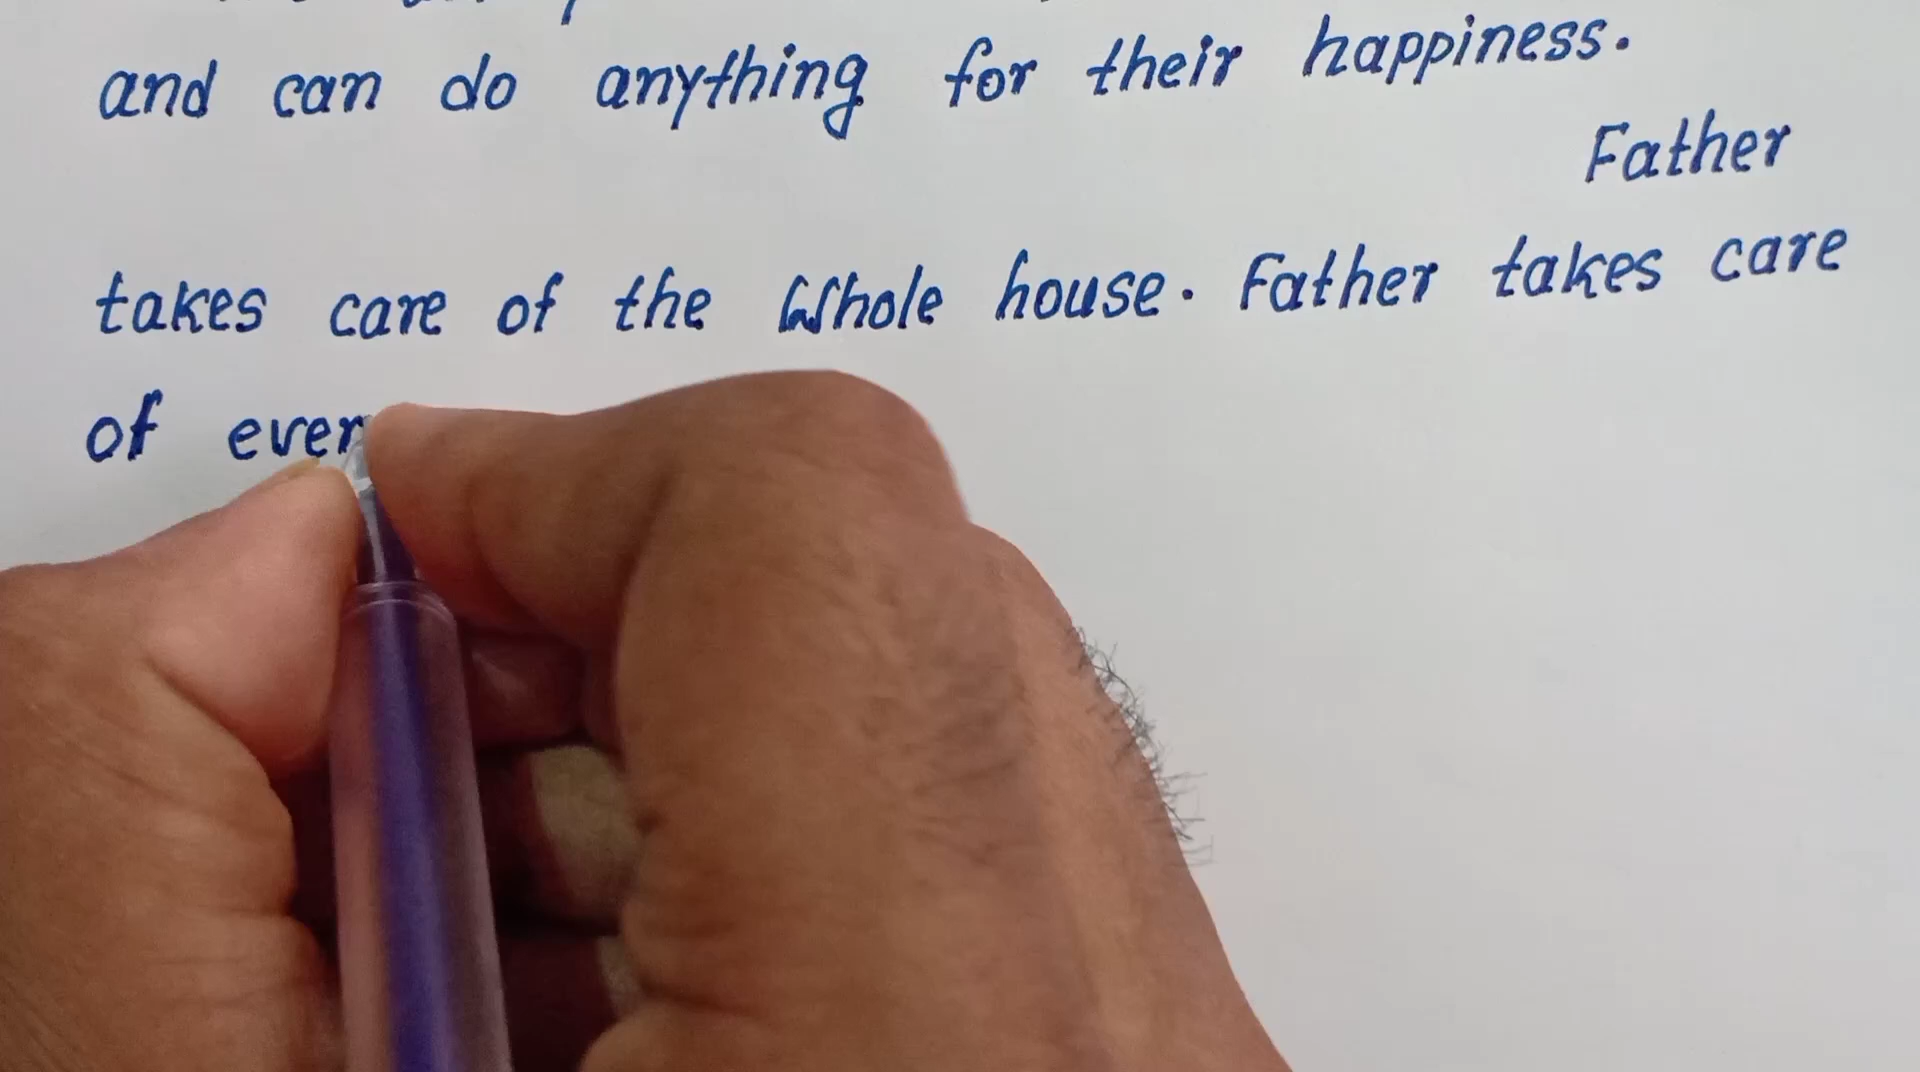 and can do anything for their happiness.
Father
takes care of the Whole house. Father takes care
of ever